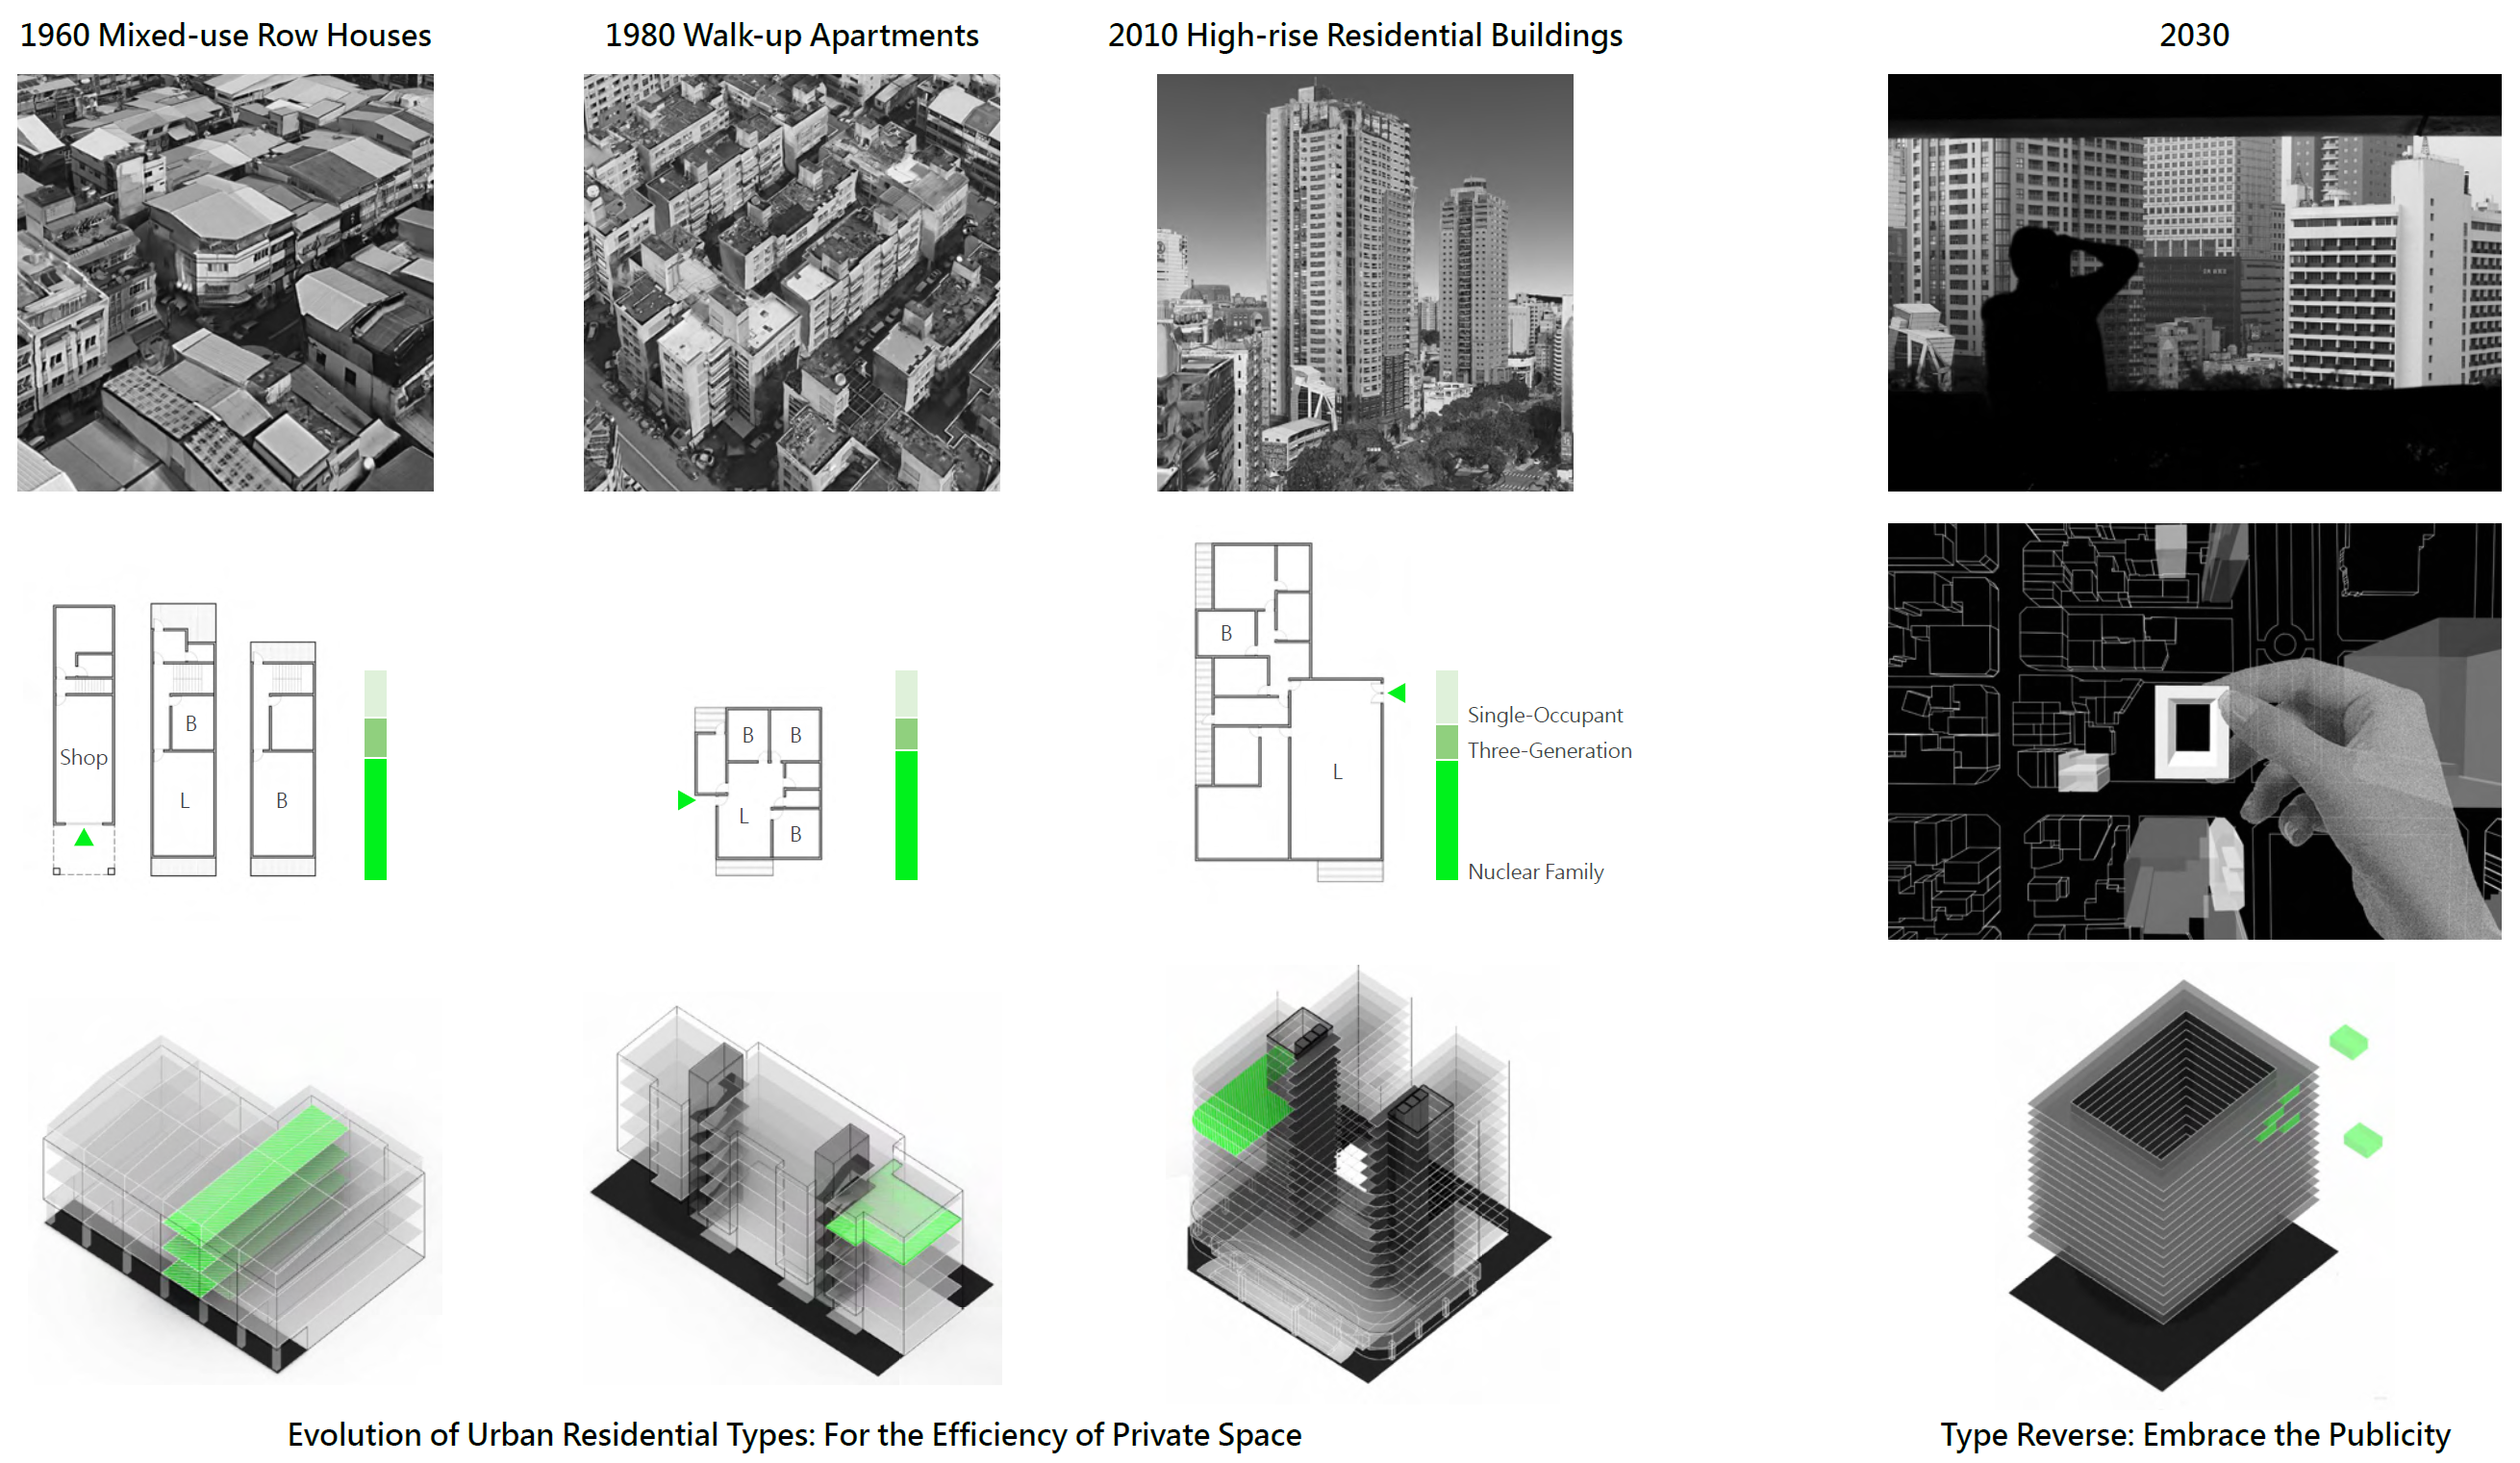 1960 Mixed-use Row Houses
1980 Walk-up Apartments
2010 High-rise Residential Buildings
2030
Shop
B
L
B
B
B
L
B
B
L
Single-Occupant
Three-Generation
Nuclear Family
Evolution of Urban Residential Types: For the Efficiency of Private Space
Type Reverse: Embrace the Publicity